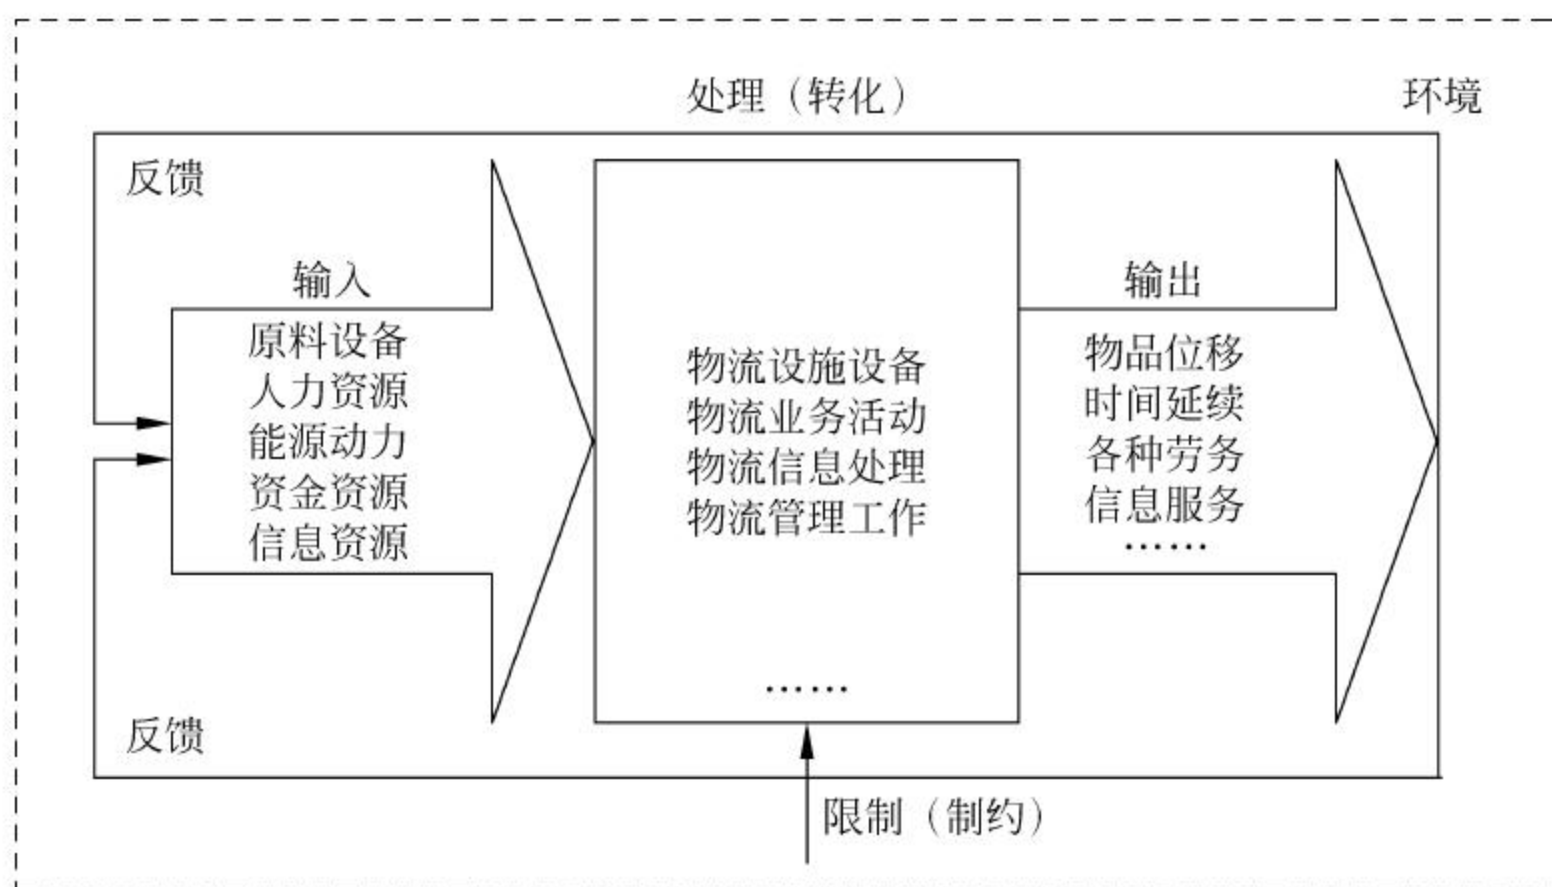 处理（转化）
环境
反馈
输入
原料设备
人力资源
能源动力
资金资源
信息资源
物流设施设备
物流业务活动
物流信息处理
物流管理工作
……
输出
物品位移
时间延续
各种劳务
信息服务
……
反馈
限制（制约）